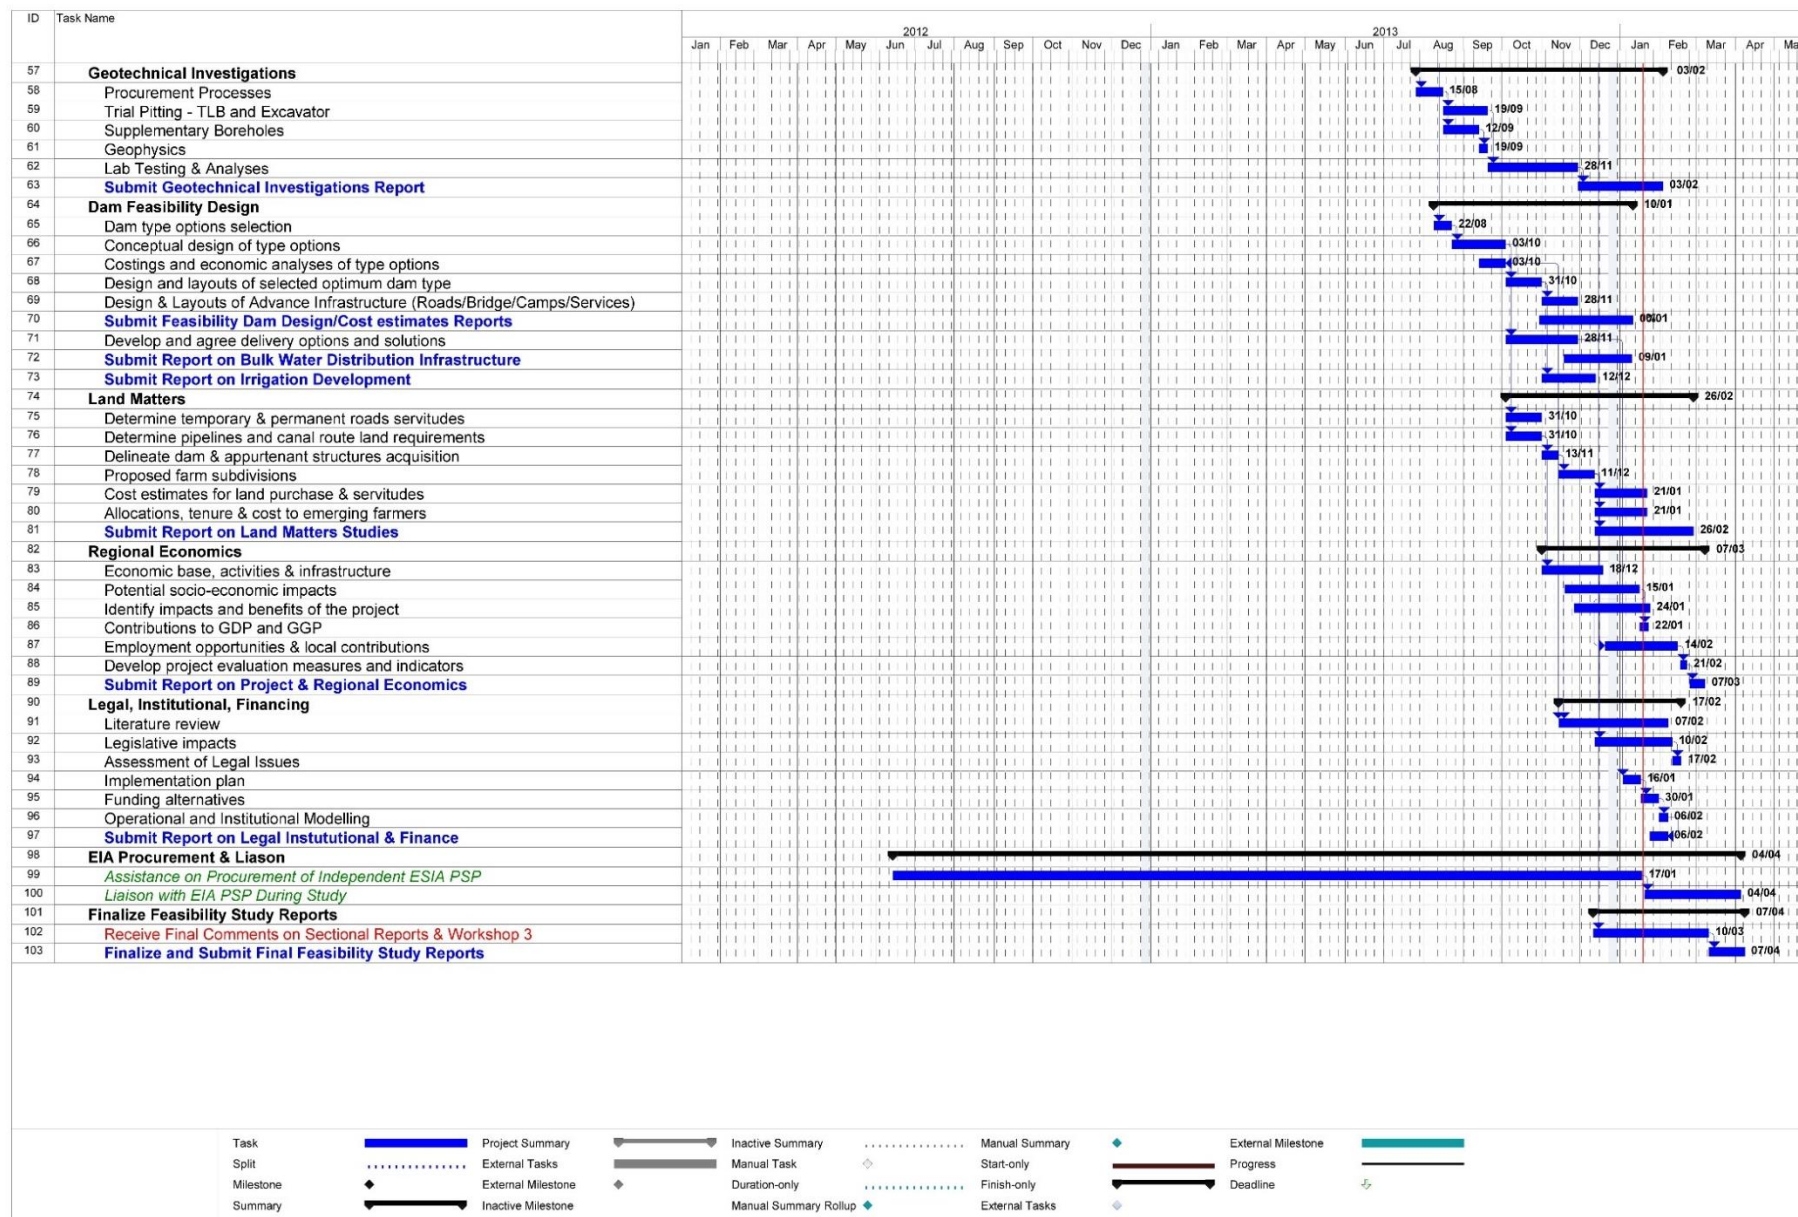 ID Task Name
2012 2013
Jan Feb Mar Apr May Jun Jul Aug Sep Oct Nov Dec Jan Feb Mar Apr May Jun Jul Aug Sep Oct Nov Dec Jan Feb Mar Apr Ma
57 Geotechnical Investigations 03/02
58 Procurement Processes 15/08
59 Trial Pitting - TLB and Excavator 19/09
60 Supplementary Boreholes 12/09
61 Geophysics 19/09
62 Lab Testing & Analyses 28/11
63 Submit Geotechnical Investigations Report 03/02
64 Dam Feasibility Design 10/01
65 Dam type options selection 22/08
66 Conceptual design of type options 03/10
67 Costings and economic analyses of type options 03/10
68 Design and layouts of selected optimum dam type 31/10
69 Design & Layouts of Advance Infrastructure (Roads/Bridge/Camps/Services) 28/11
70 Submit Feasibility Dam Design/Cost estimates Reports
71 Develop and agree delivery options and solutions 28/11
72 Submit Report on Bulk Water Distribution Infrastructure 09/01
73 Submit Report on Irrigation Development 12/12
74 Land Matters 26/02
75 Determine temporary & permanent roads servitudes 31/10
76 Determine pipelines and canal route land requirements 31/10
77 Delineate dam & appurtenant structures acquisition 13/11
78 Proposed farm subdivisions 11/12
79 Cost estimates for land purchase & servitudes 21/01
80 Allocations, tenure & cost to emerging farmers 21/01
81 Submit Report on Land Matters Studies 26/02
82 Regional Economics 07/03
83 Economic base, activities & infrastructure 18/12
84 Potential socio-economic impacts 15/01
85 Identify impacts and benefits of the project 24/01
86 Contributions to GDP and GGP 22/01
87 Employment opportunities & local contributions 14/02
88 Develop project evaluation measures and indicators 21/02
89 Submit Report on Project & Regional Economics 07/03
90 Legal, Institutional, Financing 17/02
91 Literature review 07/02
92 Legislative impacts 10/02
93 Assessment of Legal Issues 17/02
94 Implementation plan 16/01
95 Funding alternatives 30/01
96 Operational and Institutional Modelling 06/02
97 Submit Report on Legal Instututional & Finance 06/02
98 EIA Procurement & Liason 04/04
99 Assistance on Procurement of Independent ESIA PSP 17/01
100 Liaison with EIA PSP During Study 04/04
101 Finalize Feasibility Study Reports 07/04
102 Receive Final Comments on Sectional Reports & Workshop 3 10/03
103 Finalize and Submit Final Feasibility Study Reports 07/04
Task Project Summary Inactive Summary Manual Summary External Milestone
Split External Tasks Manual Task Start-only Progress
Milestone External Milestone Duration-only Finish-only Deadline
Summary Inactive Milestone Manual Summary Rollup External Tasks